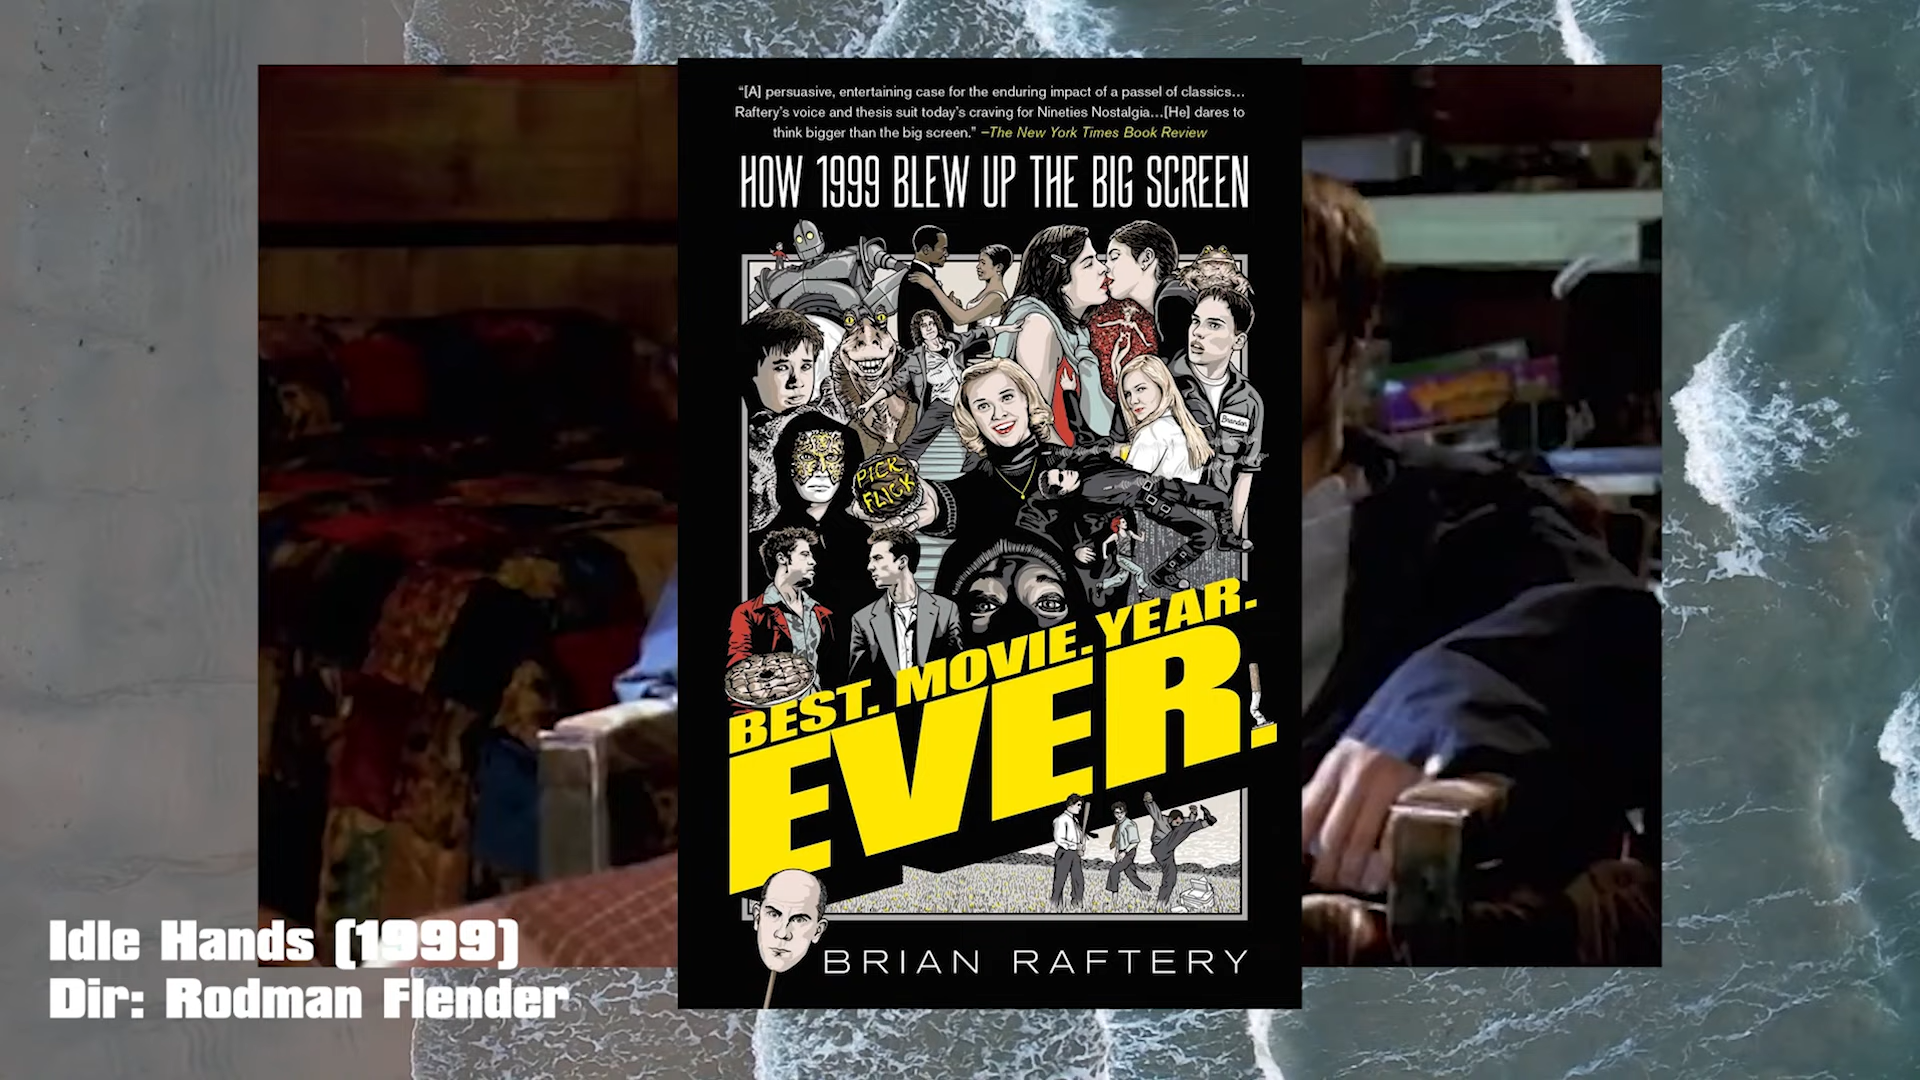 “[A] persuasive, entertaining case for the enduring impact of a passel of classics…
Raftery’s voice and thesis suit today’s craving for Nineties Nostalgia…[He] dares to
think bigger than the big screen.” –The New York Times Book Review
HOW 1999 BLEW UP THE BIG SCREEN
Brandon
PICK
FLICK
BEST. MOVIE. YEAR.
EVER.
BRIAN RAFTERY
Idle Hands (1999)
Dir: Rodman Flender